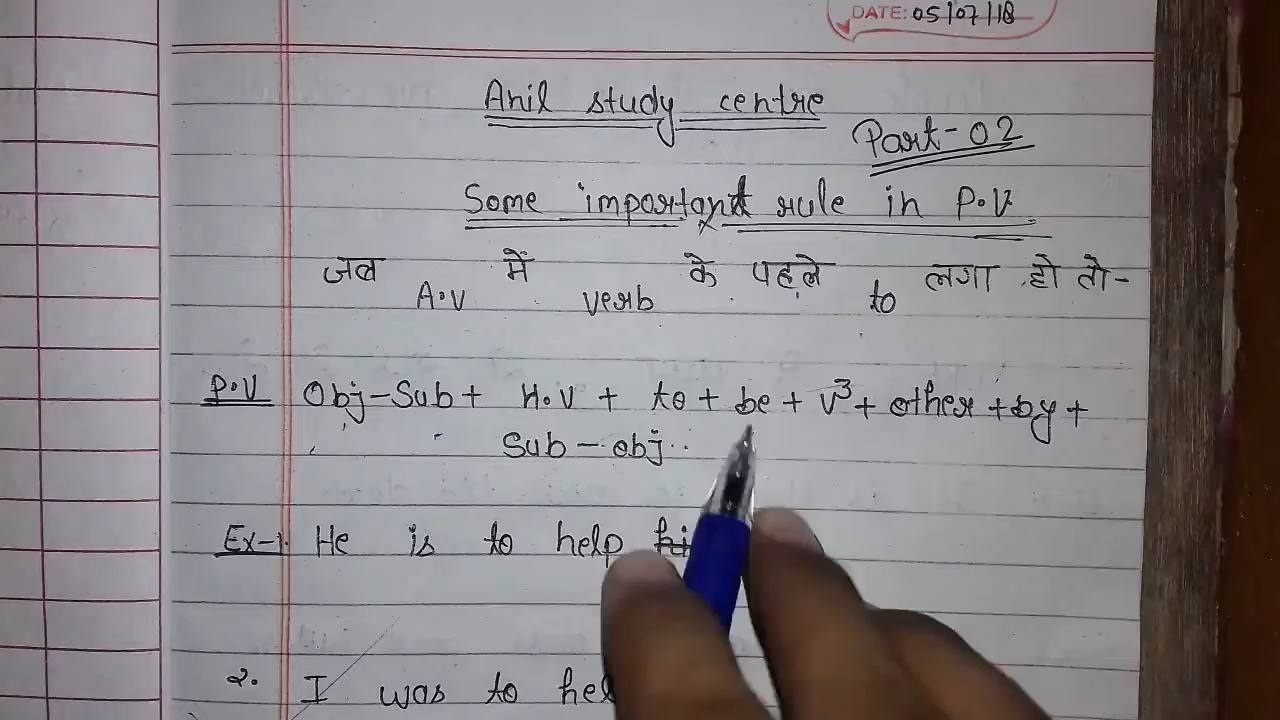 DATE: 05/07/18
Anil study centre
Part-02
Some important rule in P.V
जब A.V में verb के पहले to लगा हो तो-
P.V Obj-Sub + H.V + to + be + V³ + other + by +
Sub-obj.
Ex-1. He is to help
2. I was to